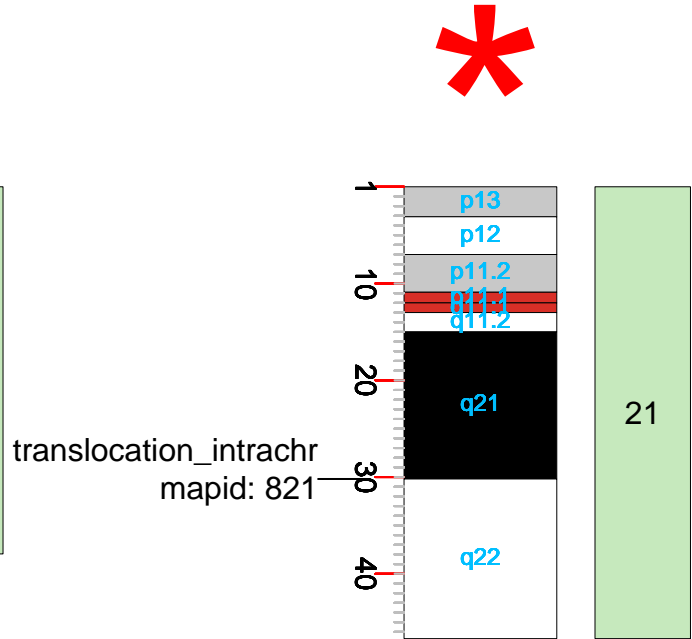 *
1
p13
p12
p11.2
10
q11.2
20
q21
21
translocation_intrachr
mapid: 821
30
q22
40